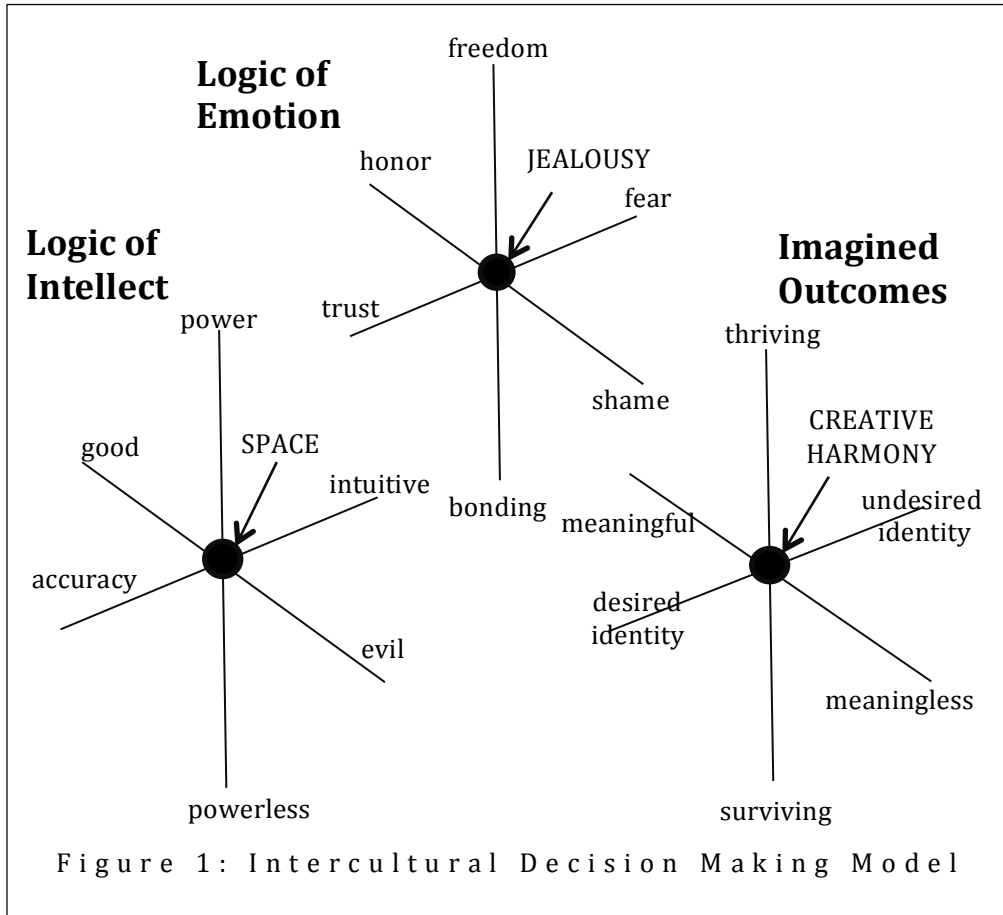 Logic of
Emotion
freedom
honor
JEALOUSY
fear
trust
shame
bonding
Logic of
Intellect
power
good
SPACE
intuitive
accuracy
evil
powerless
Imagined
Outcomes
thriving
CREATIVE
HARMONY
meaningful
undesired
identity
desired
identity
meaningless
surviving
Figure 1: Intercultural Decision Making Model